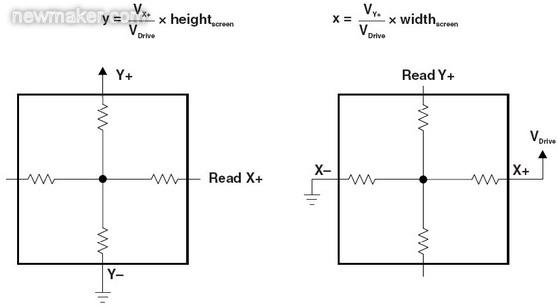 newmaker.com
y = V_X+ / V_Drive × height_screen
x = V_Y+ / V_Drive × width_screen
Y+
Read X+
Y–
Read Y+
X–
X+
V_Drive